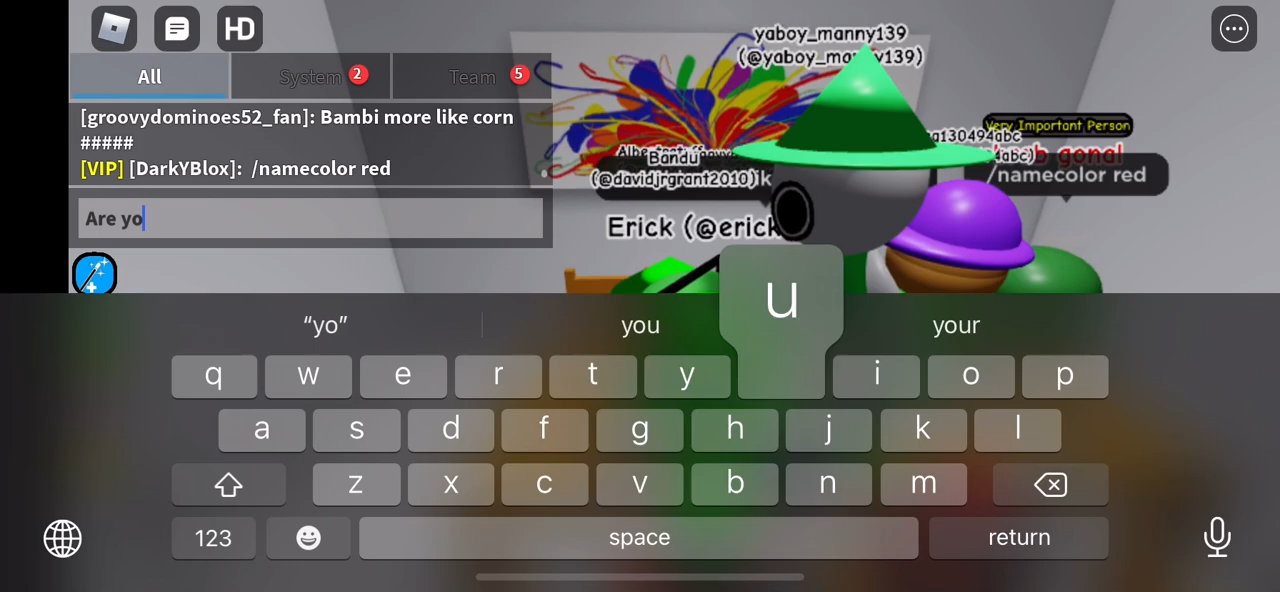 HD
yaboy_manny139
(@yaboy_manny139)
All
System 2
Team 5
[groovydominoes52_fan]: Bambi more like corn
#####
[VIP] [DarkYBlox]: /namecolor red
Very Important Person
/namecolor red
Bandu
(@davidjrgrant2010)
Erick (@erick
Are yo
u
“yo” you your
q w e r t y i o p
a s d f g h j k l
z x c v b n m
123 space return